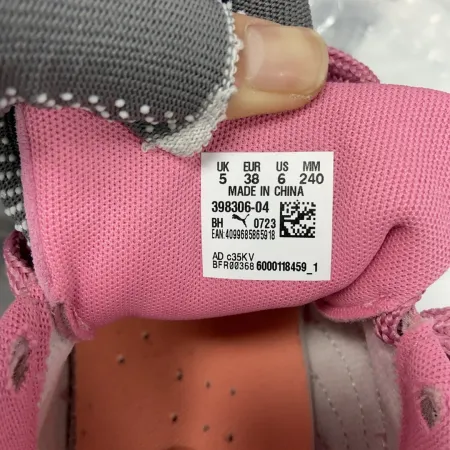 UK EUR US MM
5 38 6 240
MADE IN CHINA
398306-04
BH 0723
EAN:4099685865918
AD c35KV
BFR00368 6000118459_1